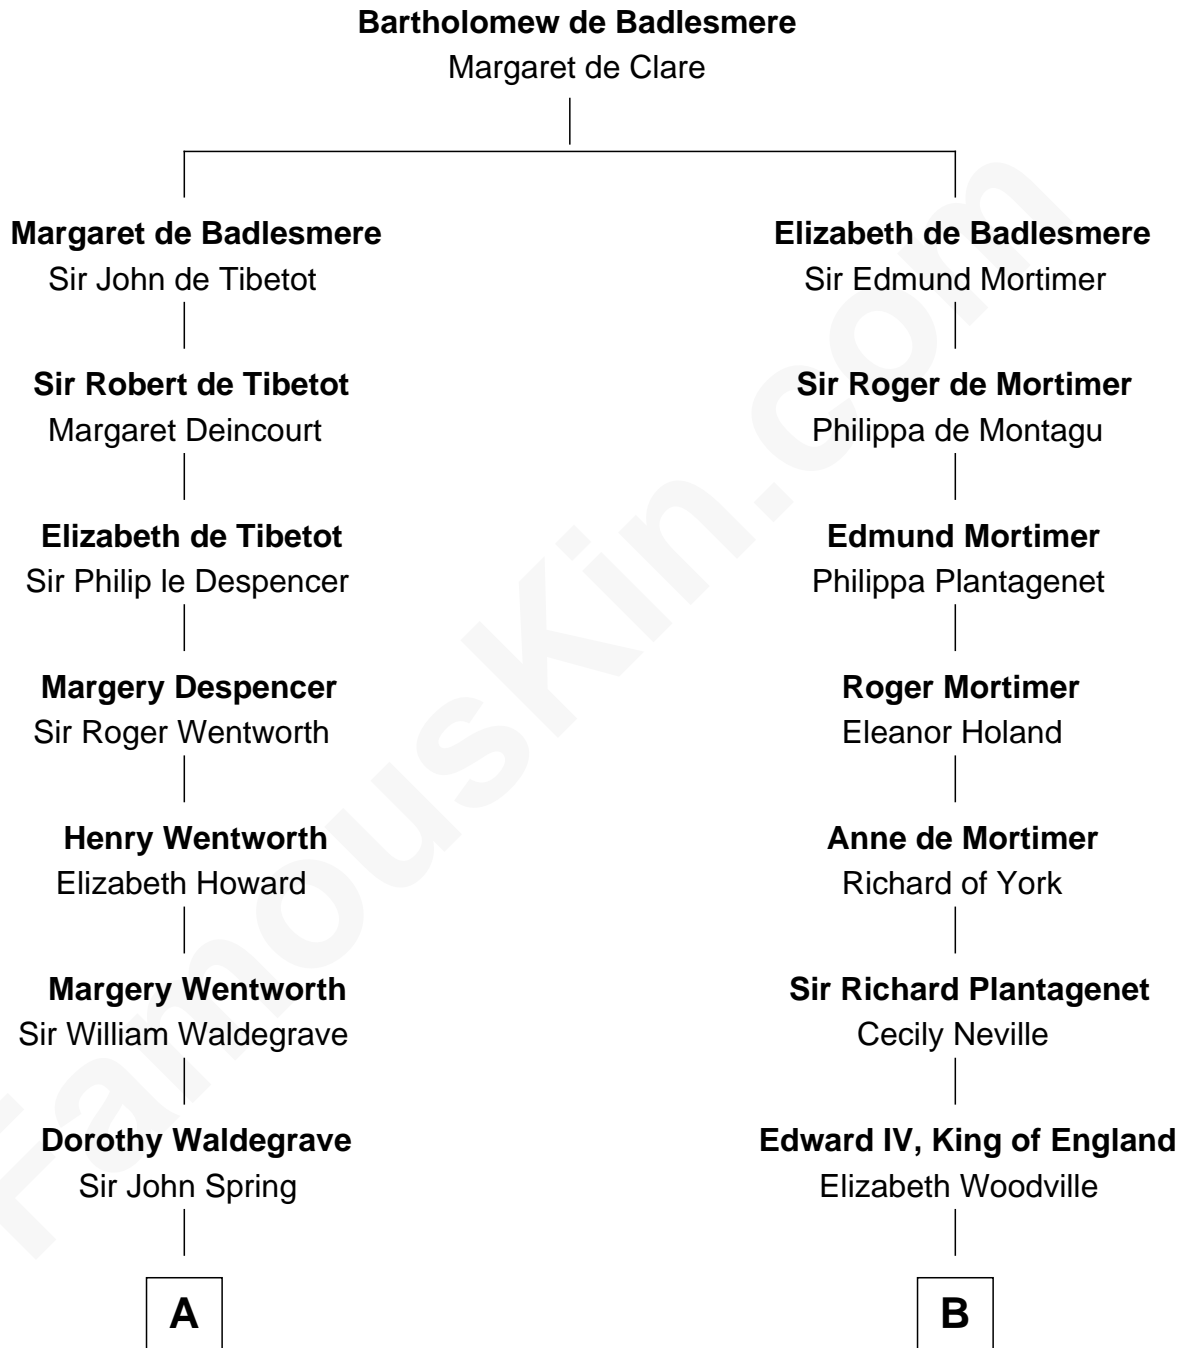 Bartholomew de Badlesmere
Margaret de Clare
Margaret de Badlesmere
Sir John de Tibetot
Elizabeth de Badlesmere
Sir Edmund Mortimer
Sir Robert de Tibetot
Margaret Deincourt
Sir Roger de Mortimer
Philippa de Montagu
Elizabeth de Tibetot
Sir Philip le Despencer
Edmund Mortimer
Philippa Plantagenet
Margery Despencer
Sir Roger Wentworth
Roger Mortimer
Eleanor Holand
Henry Wentworth
Elizabeth Howard
Anne de Mortimer
Richard of York
Margery Wentworth
Sir William Waldegrave
Sir Richard Plantagenet
Cecily Neville
Dorothy Waldegrave
Sir John Spring
Edward IV, King of England
Elizabeth Woodville
A
B
FamousKin.com